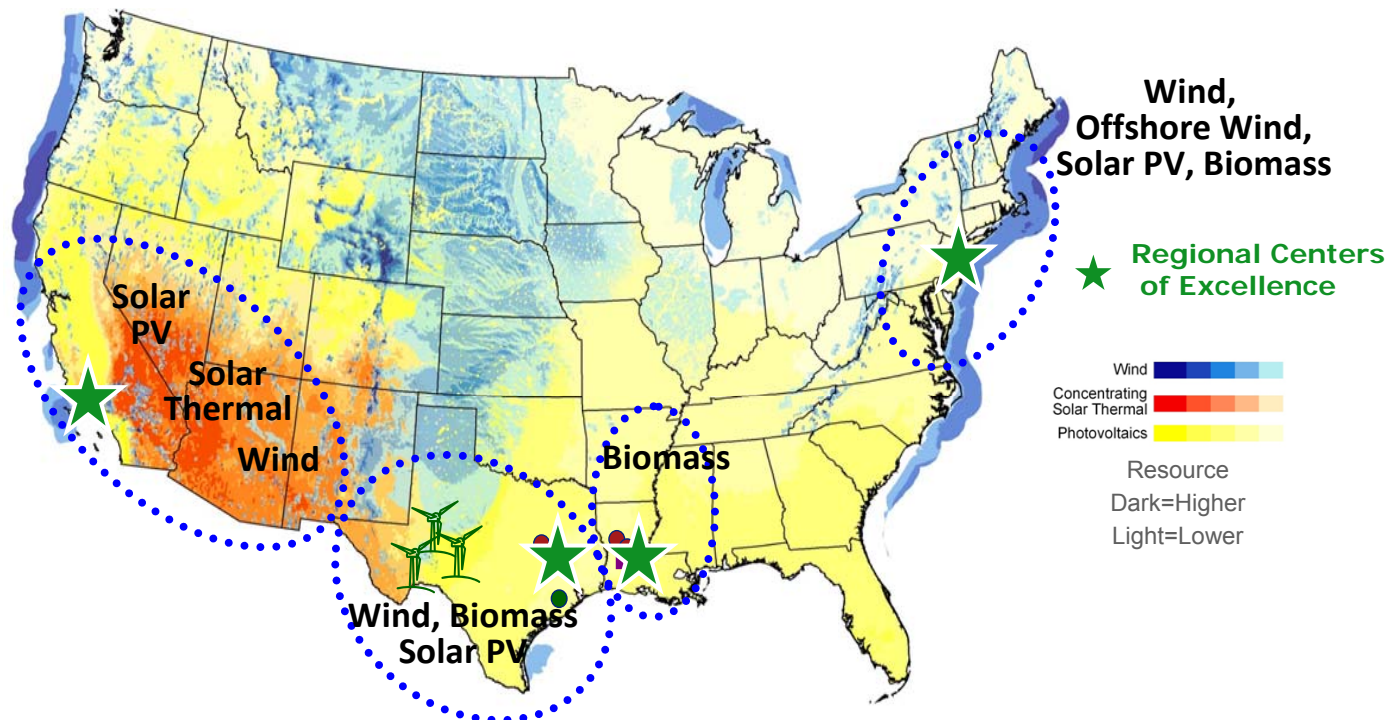 Wind,
Offshore Wind,
Solar PV, Biomass
Regional Centers
of Excellence
Solar
PV
Solar
Thermal
Wind
Biomass
Wind, Biomass
Solar PV
Wind
Concentrating
Solar Thermal
Photovoltaics
Resource
Dark=Higher
Light=Lower